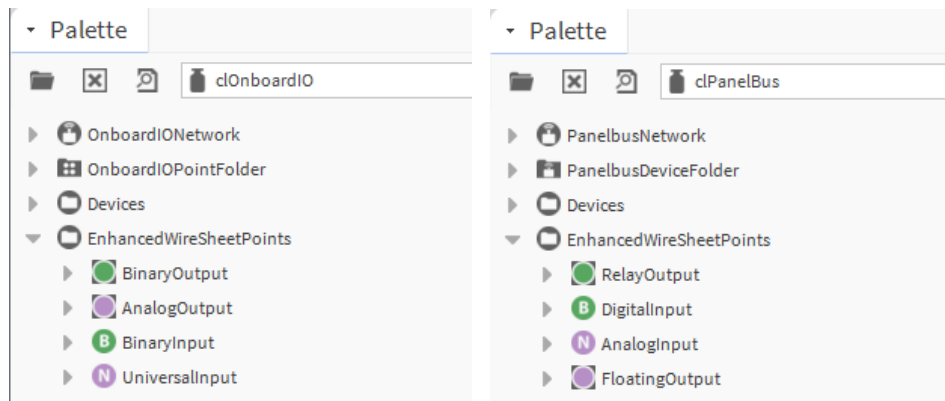 Palette
clOnboardIO
OnboardIONetwork
OnboardIOPointFolder
Devices
EnhancedWireSheetPoints
BinaryOutput
AnalogOutput
B BinaryInput
N UniversalInput
Palette
clPanelBus
PanelbusNetwork
PanelbusDeviceFolder
Devices
EnhancedWireSheetPoints
RelayOutput
B DigitalInput
N AnalogInput
FloatingOutput